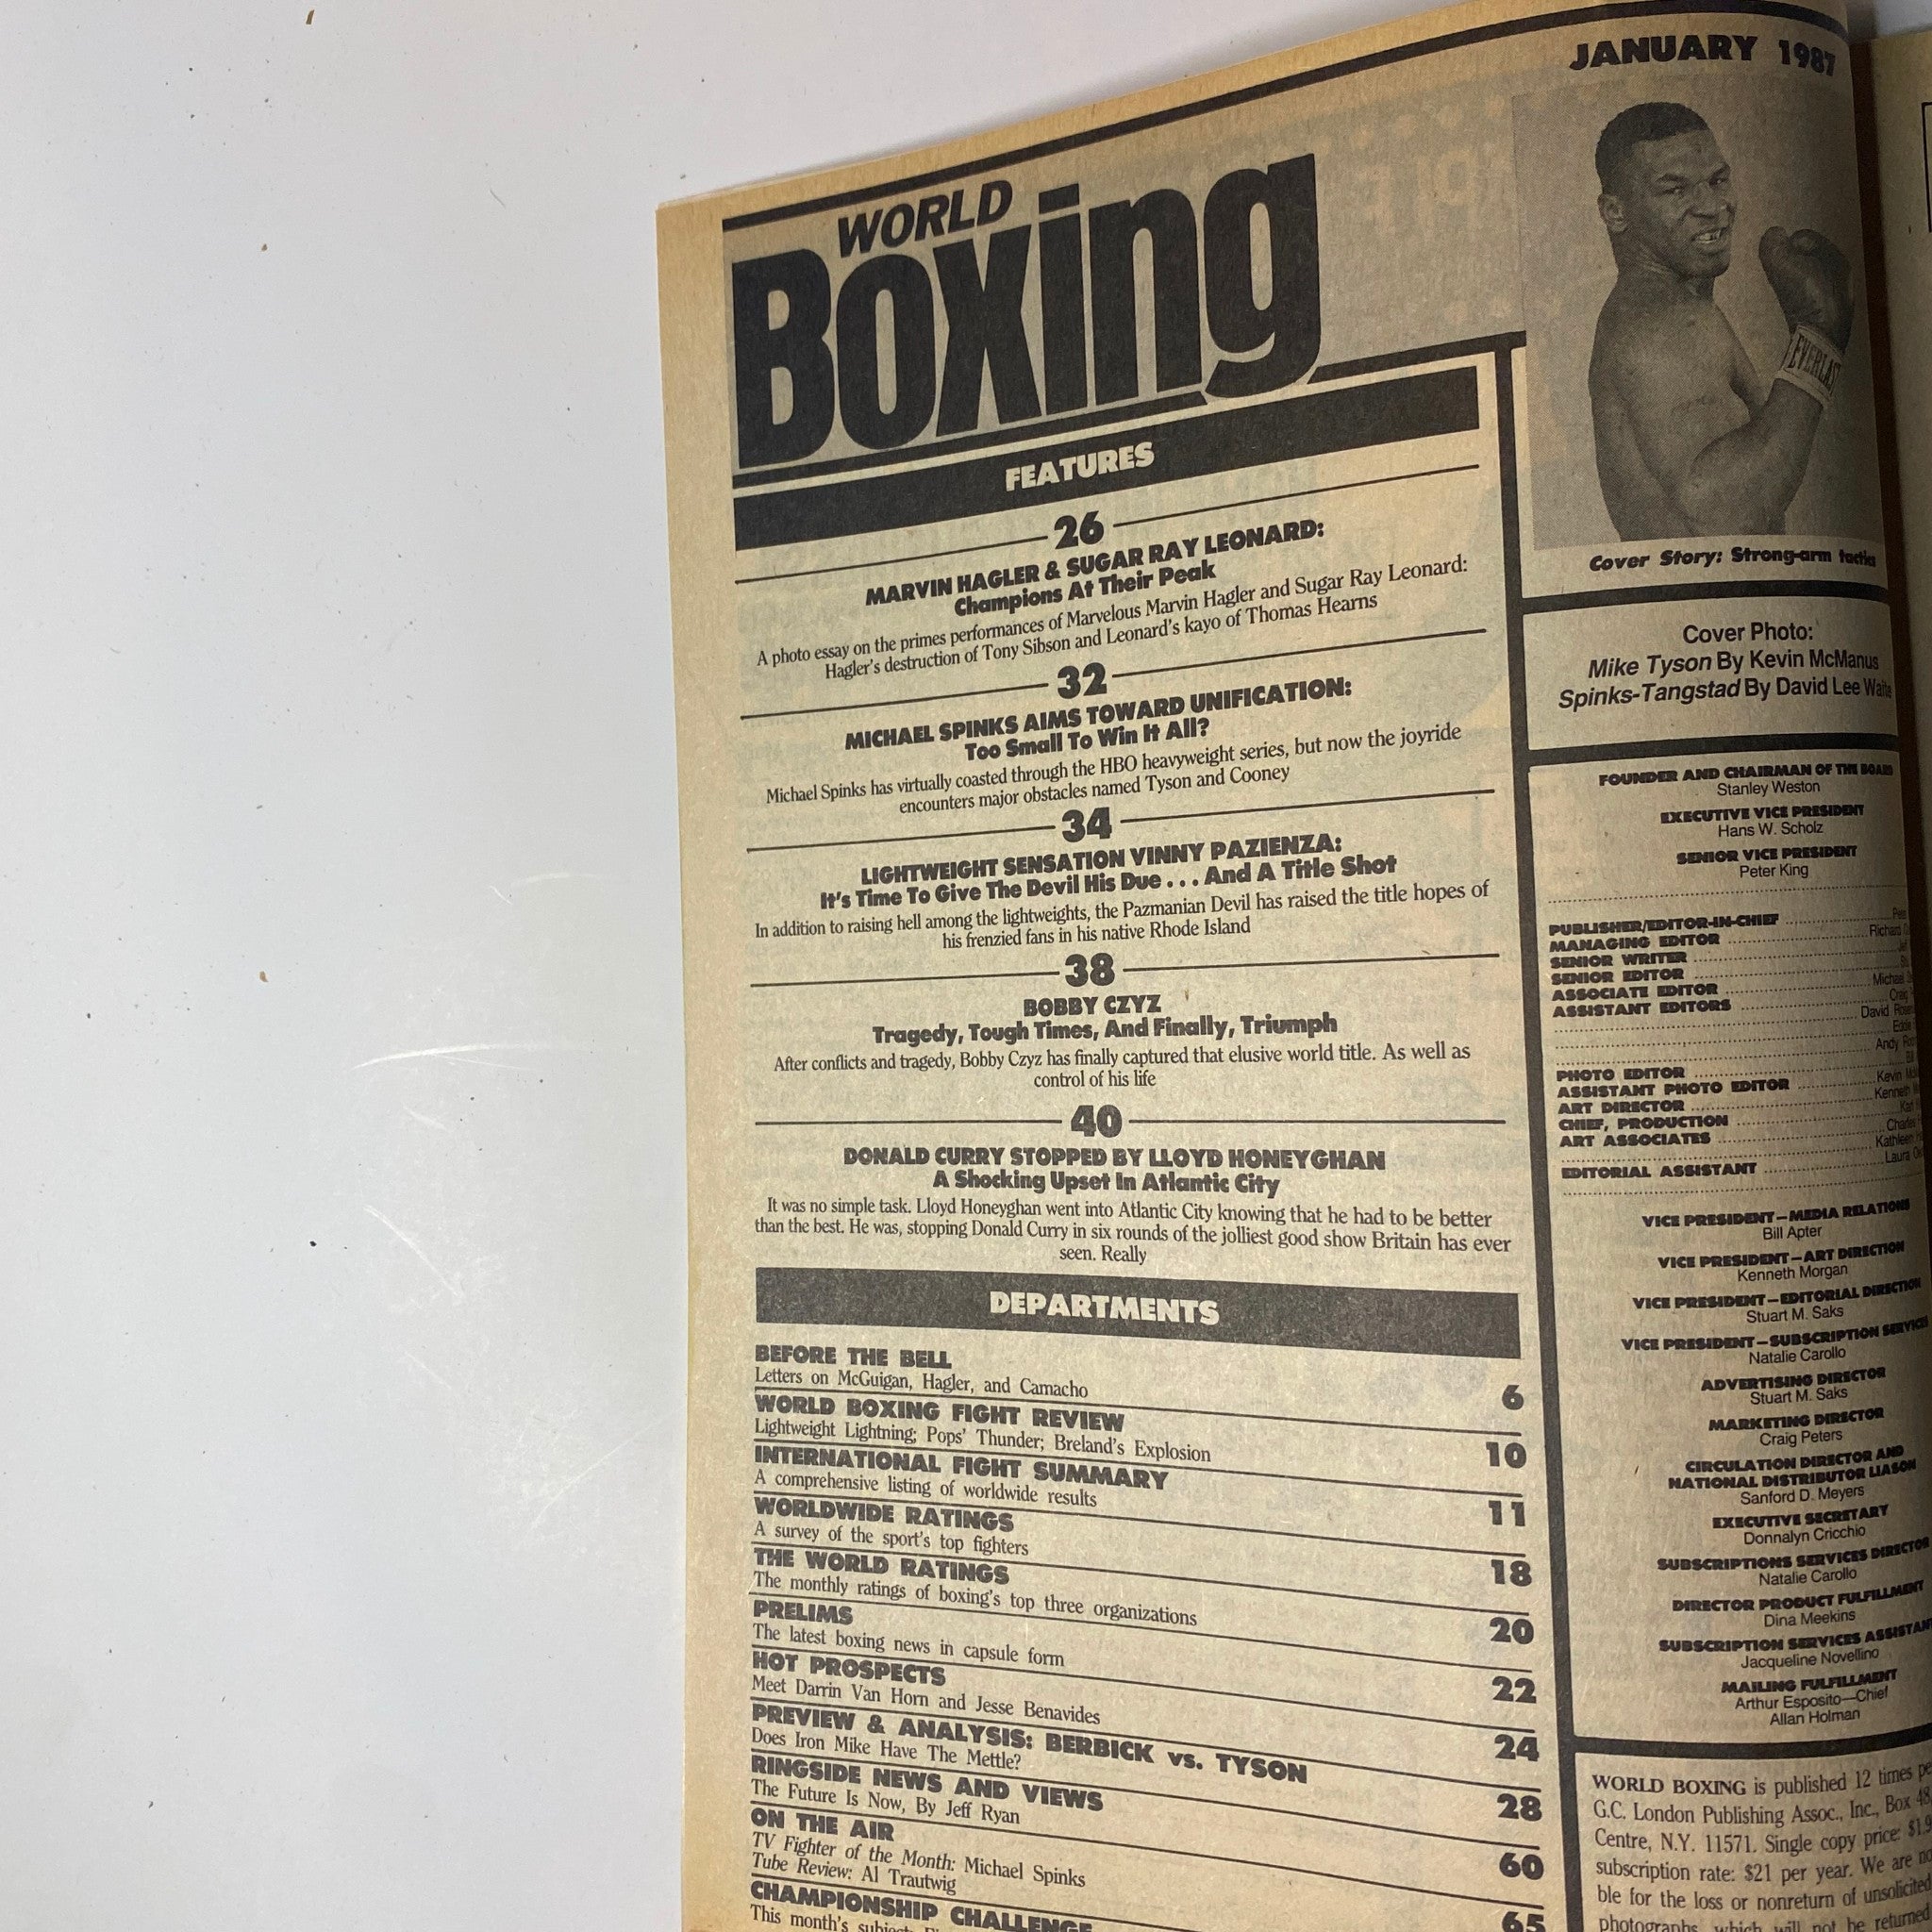 JANUARY 1987
WORLD
Boxing
FEATURES
26
MARVIN HAGLER & SUGAR RAY LEONARD:
Champions At Their Peak
A photo essay on the primes performances of Marvelous Marvin Hagler and Sugar Ray Leonard:
Hagler's destruction of Tony Sibson and Leonard's kayo of Thomas Hearns
32
MICHAEL SPINKS AIMS TOWARD UNIFICATION:
Too Small To Win It All?
Michael Spinks has virtually coasted through the HBO heavyweight series, but now the joyride
encounters major obstacles named Tyson and Cooney
34
LIGHTWEIGHT SENSATION VINNY PAZIENZA:
It's Time To Give The Devil His Due . . . And A Title Shot
In addition to raising hell among the lightweights, the Pazmanian Devil has raised the title hopes of
his frenzied fans in his native Rhode Island
38
BOBBY CZYZ
Tragedy, Tough Times, And Finally, Triumph
After conflicts and tragedy, Bobby Czyz has finally captured that elusive world title. As well as
control of his life
40
DONALD CURRY STOPPED BY LLOYD HONEYGHAN
A Shocking Upset In Atlantic City
It was no simple task. Lloyd Honeyghan went into Atlantic City knowing that he had to be better
than the best. He was, stopping Donald Curry in six rounds of the jolliest good show Britain has ever
seen. Really
DEPARTMENTS
BEFORE THE BELL
Letters on McGuigan, Hagler, and Camacho 6
WORLD BOXING FIGHT REVIEW
Lightweight Lightning; Pops' Thunder; Breland's Explosion 10
INTERNATIONAL FIGHT SUMMARY
A comprehensive listing of worldwide results 11
WORLDWIDE RATINGS
A survey of the sport's top fighters 18
THE WORLD RATINGS
The monthly ratings of boxing's top three organizations 20
PRELIMS
The latest boxing news in capsule form 22
HOT PROSPECTS
Meet Darrin Van Horn and Jesse Benavides 24
PREVIEW & ANALYSIS: BERBICK vs. TYSON
Does Iron Mike Have The Mettle? 28
RINGSIDE NEWS AND VIEWS
The Future Is Now, By Jeff Ryan 60
ON THE AIR
TV Fighter of the Month: Michael Spinks
Tube Review: Al Trautwig 65
CHAMPIONSHIP CHALLENGE
This month's subject:
EVERLAST
Cover Story: Strong-arm tactics
Cover Photo:
Mike Tyson By Kevin McManus
Spinks-Tangstad By David Lee
FOUNDER AND CHAIRMAN OF THE BOARD
Stanley Weston
EXECUTIVE VICE PRESIDENT
Hans W. Scholz
SENIOR VICE PRESIDENT
Peter King
PUBLISHER/EDITOR-IN-CHIEF
MANAGING EDITOR Richard
SENIOR WRITER
SENIOR EDITOR
ASSOCIATE EDITOR Michael
ASSISTANT EDITORS Craig
David
Eddie
Andy
PHOTO EDITOR
ASSISTANT PHOTO EDITOR Kevin
ART DIRECTOR Kenneth
CHIEF, PRODUCTION
ART ASSOCIATES Charles
Kathleen
EDITORIAL ASSISTANT Laura
VICE PRESIDENT—MEDIA RELATIONS
Bill Apter
VICE PRESIDENT—ART DIRECTION
Kenneth Morgan
VICE PRESIDENT—EDITORIAL DIRECTION
Stuart M. Saks
VICE PRESIDENT—SUBSCRIPTION SERVICES
Natalie Carollo
ADVERTISING DIRECTOR
Stuart M. Saks
MARKETING DIRECTOR
Craig Peters
CIRCULATION DIRECTOR AND
NATIONAL DISTRIBUTOR LIASON
Sanford D. Meyers
EXECUTIVE SECRETARY
Donnalyn Cricchio
SUBSCRIPTIONS SERVICES DIRECTOR
Natalie Carollo
DIRECTOR PRODUCT FULFILLMENT
Dina Meekins
SUBSCRIPTION SERVICES ASSISTANT
Jacqueline Novellino
MAILING FULFILLMENT
Arthur Esposito—Chief
Allan Holman
WORLD BOXING is published 12 times
G.C. London Publishing Assoc., Inc., Box
Centre, N.Y. 11571. Single copy price:
subscription rate: $21 per year. We are
ble for the loss or nonreturn of unsolicited
photographs, which will not be returned